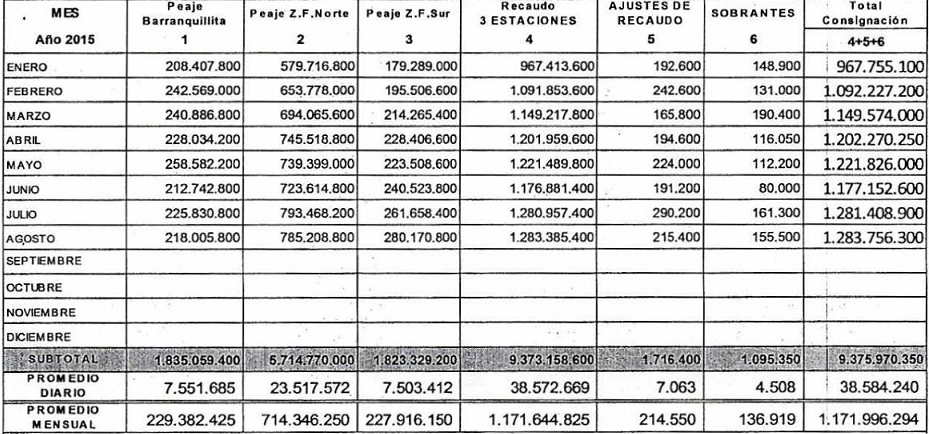 MES Año 2015 | Peaje Barranquillita 1 | Peaje Z.F.Norte 2 | Peaje Z.F.Sur 3 | Recaudo 3 ESTACIONES 4 | AJUSTES DE RECAUDO 5 | SOBRANTES 6 | Total Consignación 4+5+6
ENERO 208.407.800 579.716.800 179.289.000 967.413.600 192.600 148,900 967.755.100
FEBRERO 242.569.000 653.778.000 195.506.600 1.091.853.600 242.600 131.000 1.092.227.200
MARZO 240.886.800 694.065.600 214.265.400 1.149.217.800 165.800 190.400 1.149.574.000
ABRIL 228.034.200 745.518.800 228.406.600 1.201.959.600 194.600 116.050 1.202.270.250
MAYO 258.582.200 739.399.000 223.508.600 1.221.489.800 224.000 112.200 1.221.826.000
JUNIO 212.742.800 723.614.800 240.523.800 1.176.881.400 191.200 80.000 1.177.152.600
JULIO 225.830.800 793.468.200 261.658.400 1.280.957.400 290.200 161.300 1.281.408.900
AGOSTO 218.005.800 785.208.800 280.170.800 1.283.385.400 215.400 155.500 1.283.756.300
SEPTIEMBRE
OCTUBRE
NOVIEMBRE
DICIEMBRE
SUBTOTAL 1.835.059.400 5.714.770.000 1.823.329.200 9.373.158.600 1.716.400 1.095.350 9.375.970.350
PROMEDIO DIARIO 7.551.685 23.517.572 7.503.412 38.572.669 7.063 4.508 38.584.240
PROMEDIO MENSUAL 229.382.425 714.346.250 227.916.150 1.171.644.825 214.550 136.919 1.171.996.294